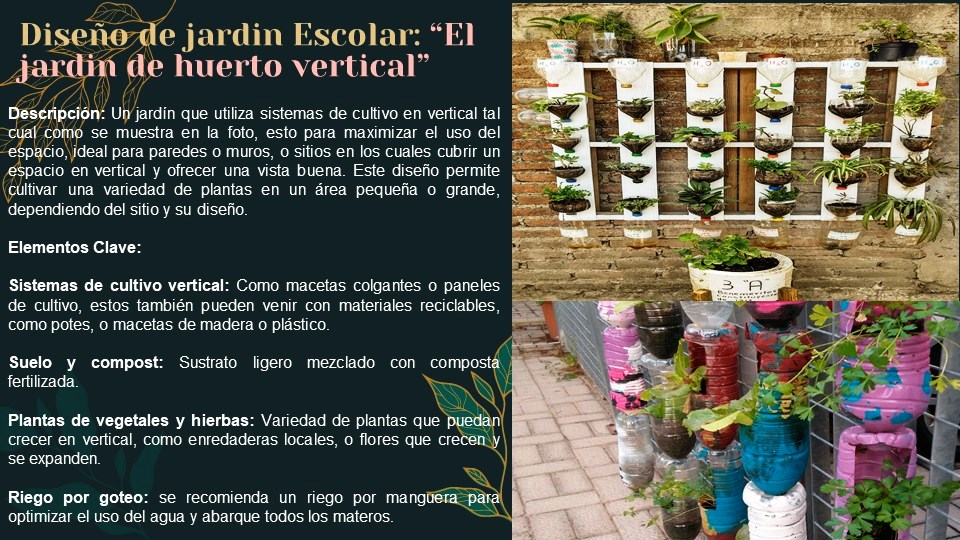 Diseño de jardin Escolar: “El
jardin de huerto vertical”
Descripción: Un jardín que utiliza sistemas de cultivo en vertical tal
cual como se muestra en la foto, esto para maximizar el uso del
espacio, ideal para paredes o muros, o sitios en los cuales cubrir un
espacio en vertical y ofrecer una vista buena. Este diseño permite
cultivar una variedad de plantas en un área pequeña o grande,
dependiendo del sitio y su diseño.
Elementos Clave:
Sistemas de cultivo vertical: Como macetas colgantes o paneles
de cultivo, estos también pueden venir con materiales reciclables,
como potes, o macetas de madera o plástico.
Suelo y compost: Sustrato ligero mezclado con composta
fertilizada.
Plantas de vegetales y hierbas: Variedad de plantas que puedan
crecer en vertical, como enredaderas locales, o flores que crecen y
se expanden.
Riego por goteo: se recomienda un riego por manguera para
optimizar el uso del agua y abarque todos los materos.
H₂O H₂O H₂O H₂O H₂O H₂O
3 "A"